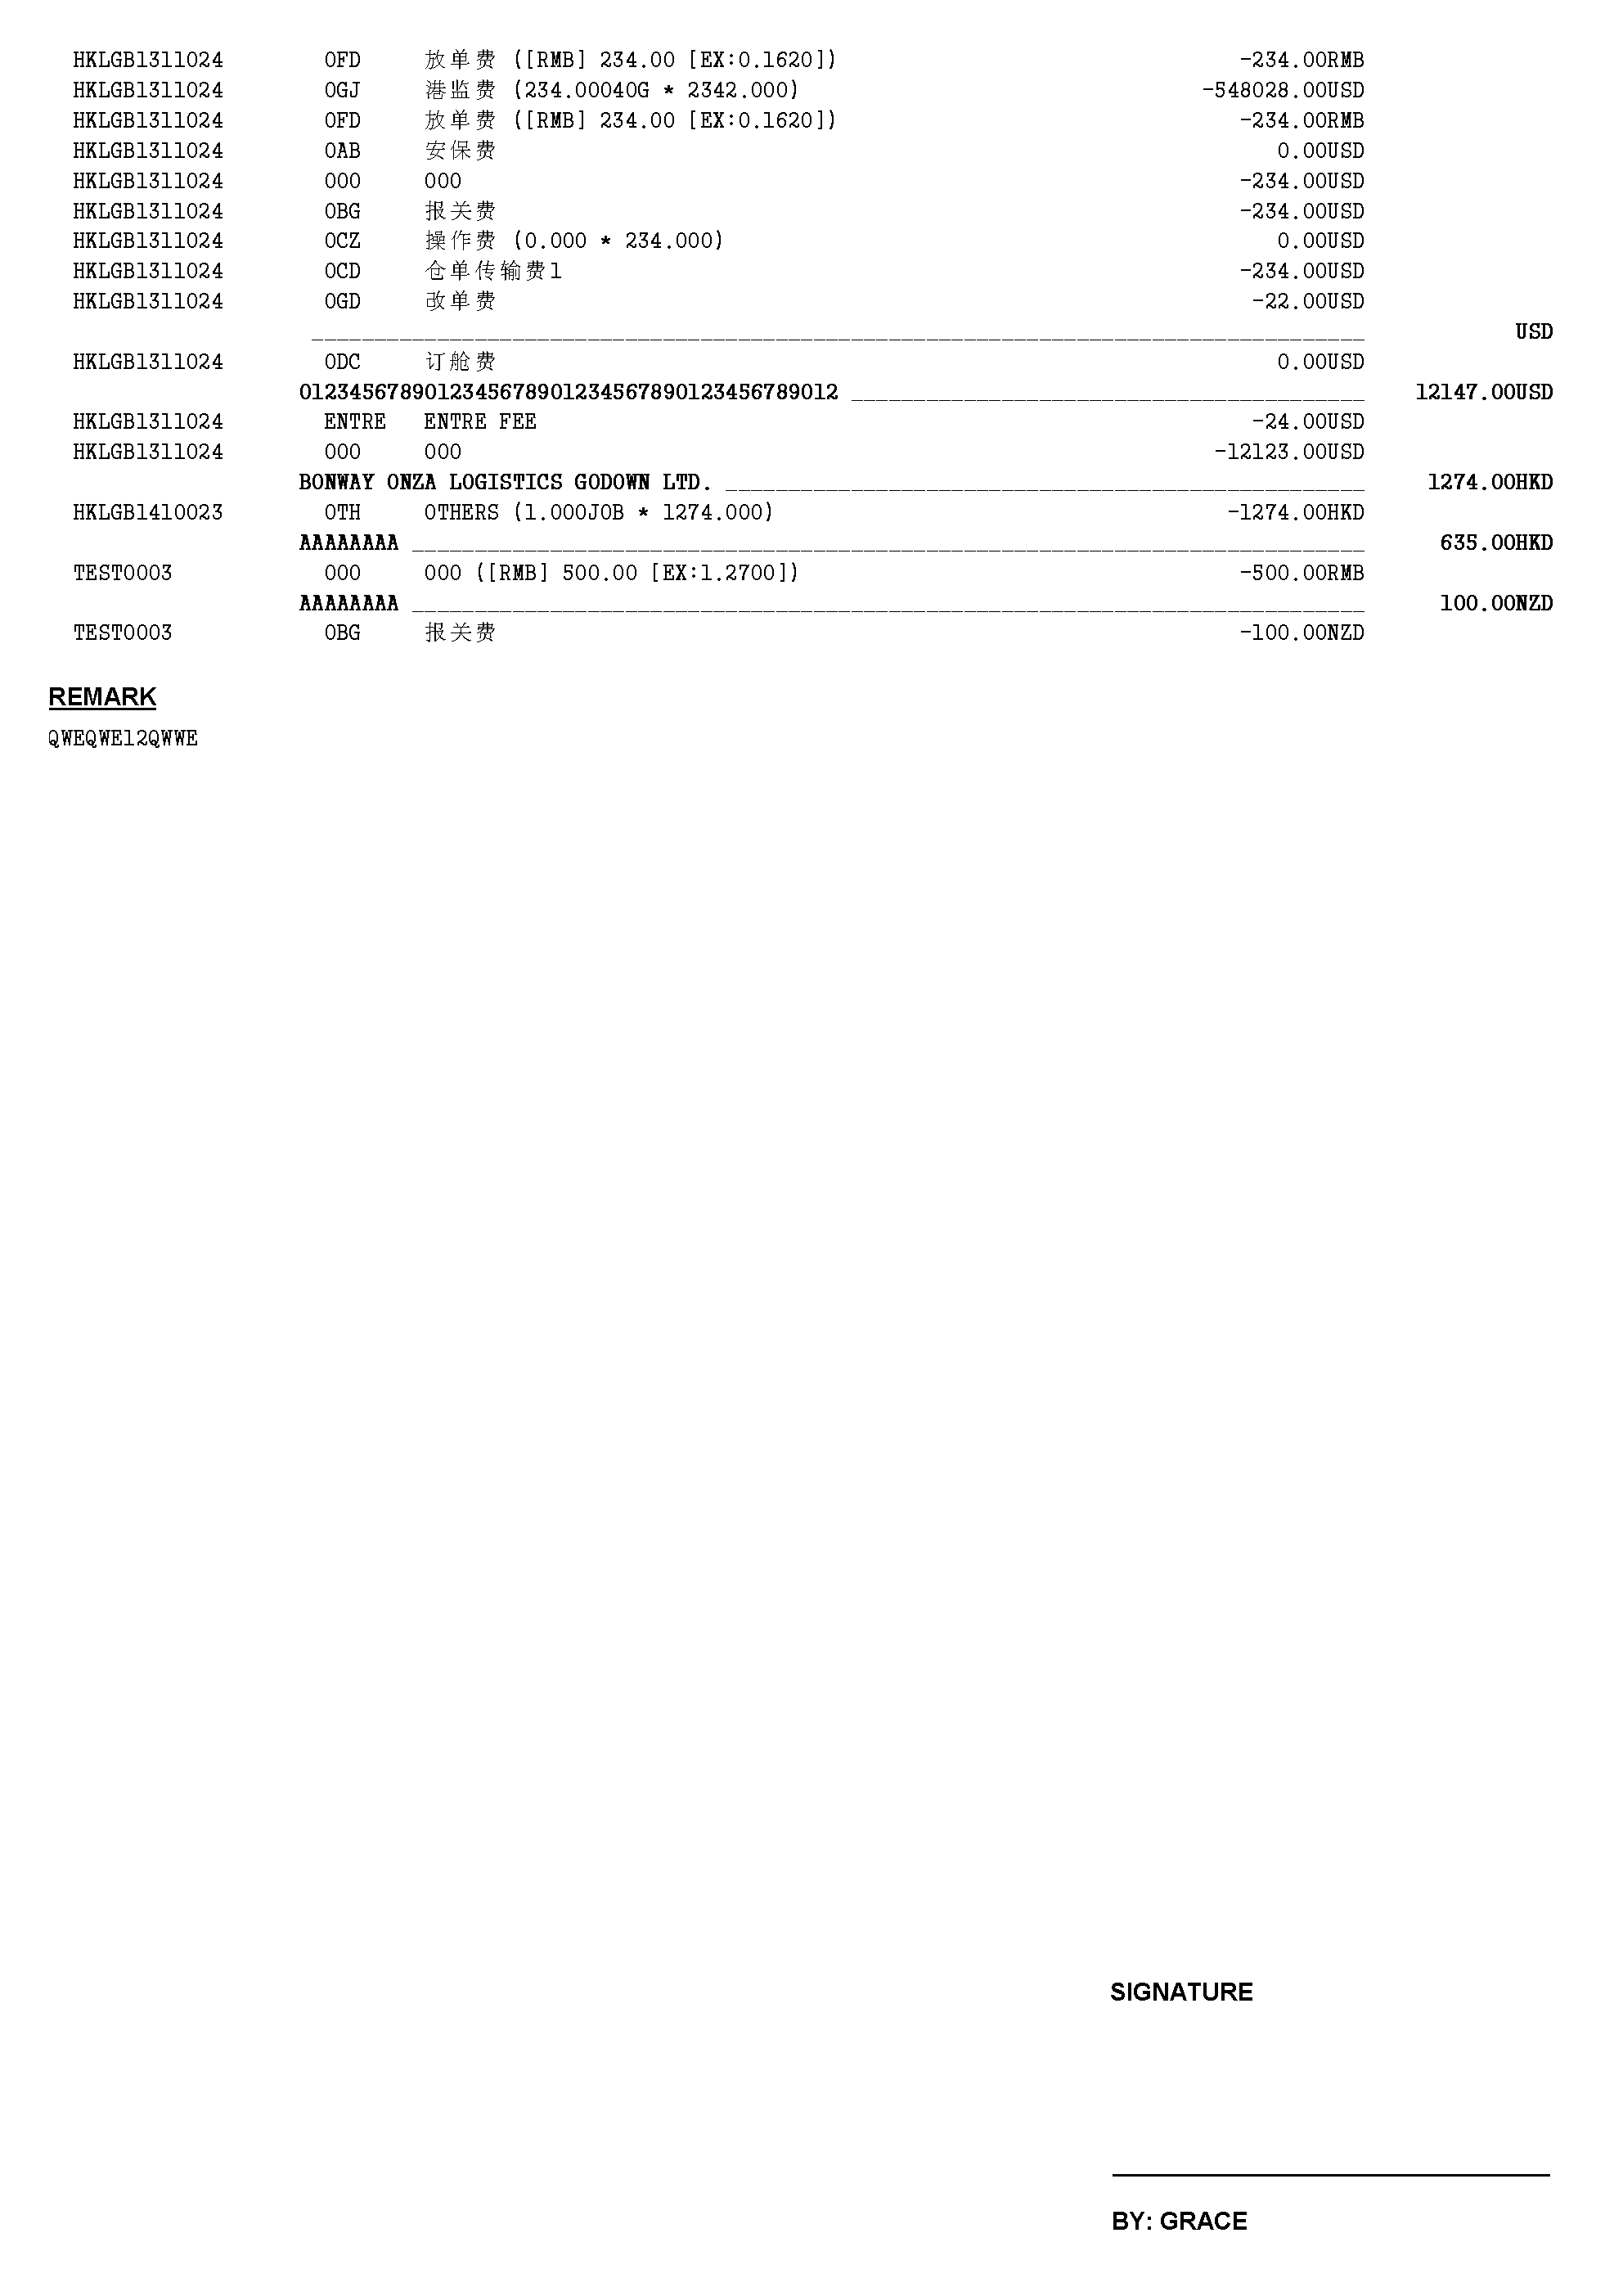 HKLGB1311024 OFD 放单费 ([RMB] 234.00 [EX:0.1620]) -234.00RMB
HKLGB1311024 OGJ 港监费 (234.00040G * 2342.000) -548028.00USD
HKLGB1311024 OFD 放单费 ([RMB] 234.00 [EX:0.1620]) -234.00RMB
HKLGB1311024 OAB 安保费 0.00USD
HKLGB1311024 000 000 -234.00USD
HKLGB1311024 OBG 报关费 -234.00USD
HKLGB1311024 OCZ 操作费 (0.000 * 234.000) 0.00USD
HKLGB1311024 OCD 仓单传输费1 -234.00USD
HKLGB1311024 OGD 改单费 -22.00USD
USD
HKLGB1311024 ODC 订舱费 0.00USD
0123456789012345678901234567890123456789012 12147.00USD
HKLGB1311024 ENTRE ENTRE FEE -24.00USD
HKLGB1311024 000 000 -12123.00USD
BONWAY ONZA LOGISTICS GODOWN LTD. 1274.00HKD
HKLGB1410023 OTH OTHERS (1.000JOB * 1274.000) -1274.00HKD
AAAAAAAA 635.00HKD
TEST0003 000 000 ([RMB] 500.00 [EX:1.2700]) -500.00RMB
AAAAAAAA 100.00NZD
TEST0003 OBG 报关费 -100.00NZD
REMARK
QWEQWE12QWWE
SIGNATURE
BY: GRACE